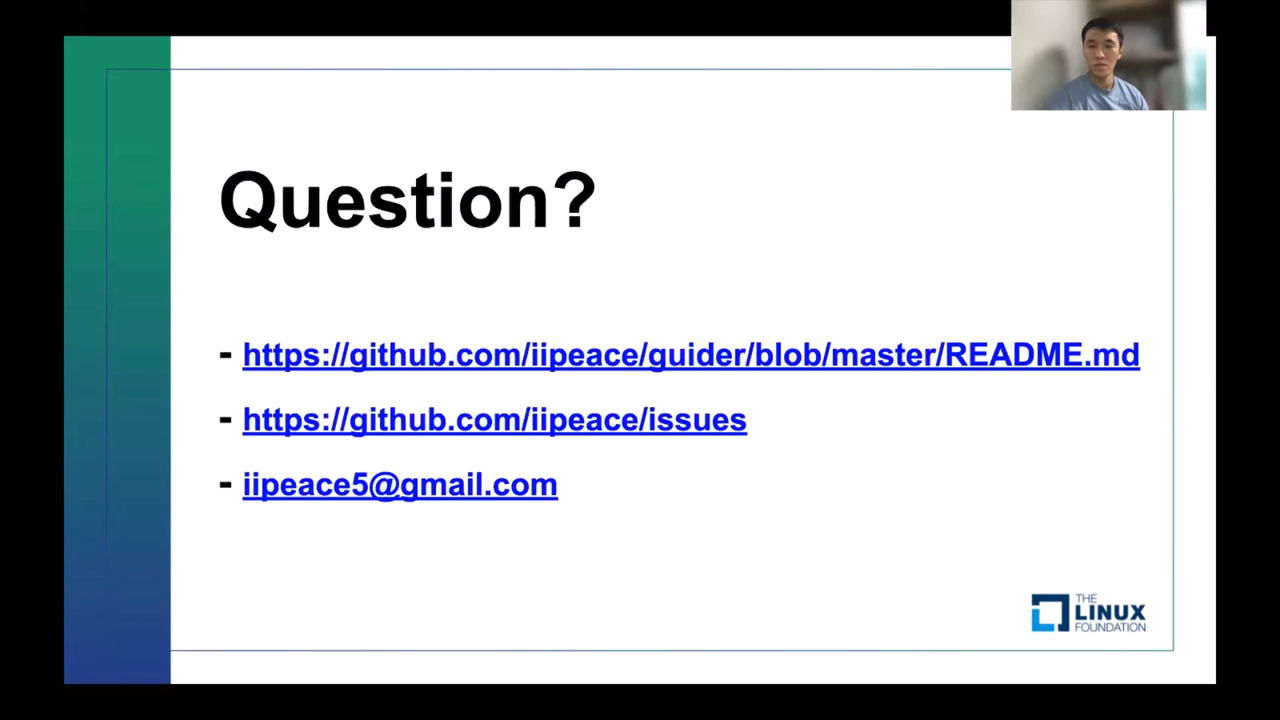 Question?
- https://github.com/iipeace/guider/blob/master/README.md
- https://github.com/iipeace/issues
- iipeace5@gmail.com
THE
LINUX
FOUNDATION